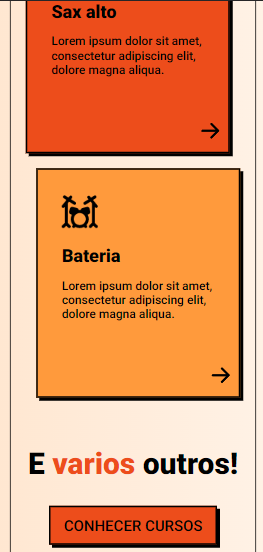 Sax alto
Lorem ipsum dolor sit amet,
consectetur adipiscing elit,
dolore magna aliqua.
Bateria
Lorem ipsum dolor sit amet,
consectetur adipiscing elit,
dolore magna aliqua.
E varios outros!
CONHECER CURSOS